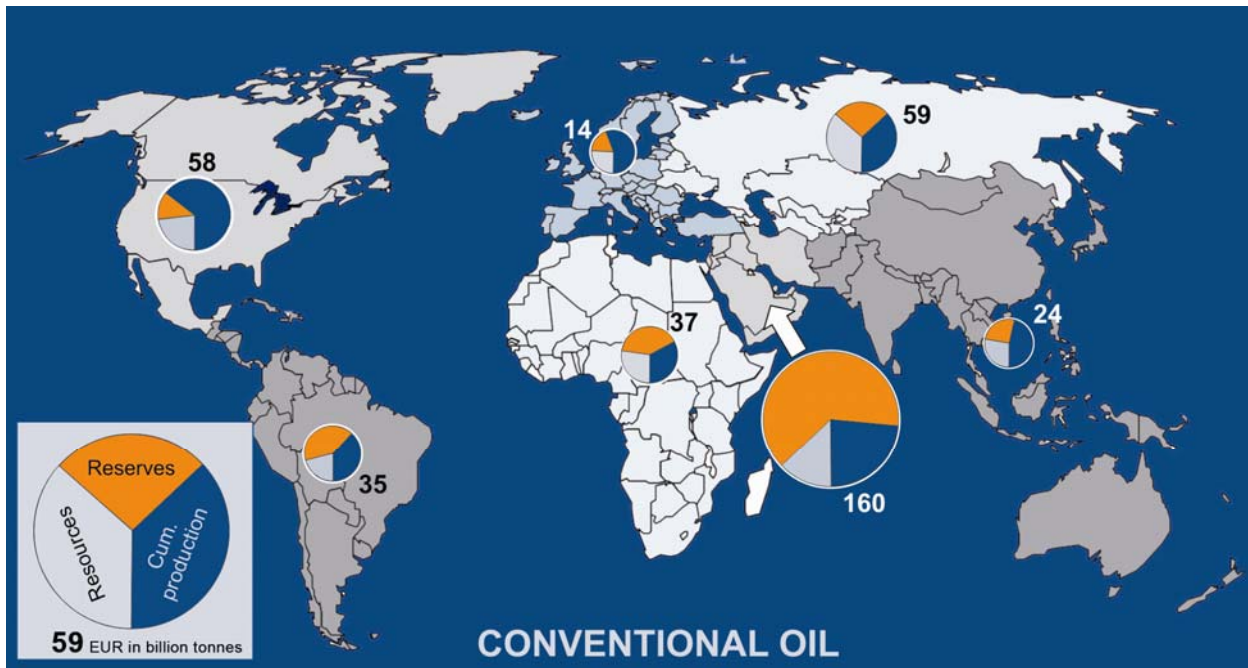 58
14
59
37
24
35
160
Reserves
Resources
Cum.
production
59 EUR in billion tonnes
CONVENTIONAL OIL